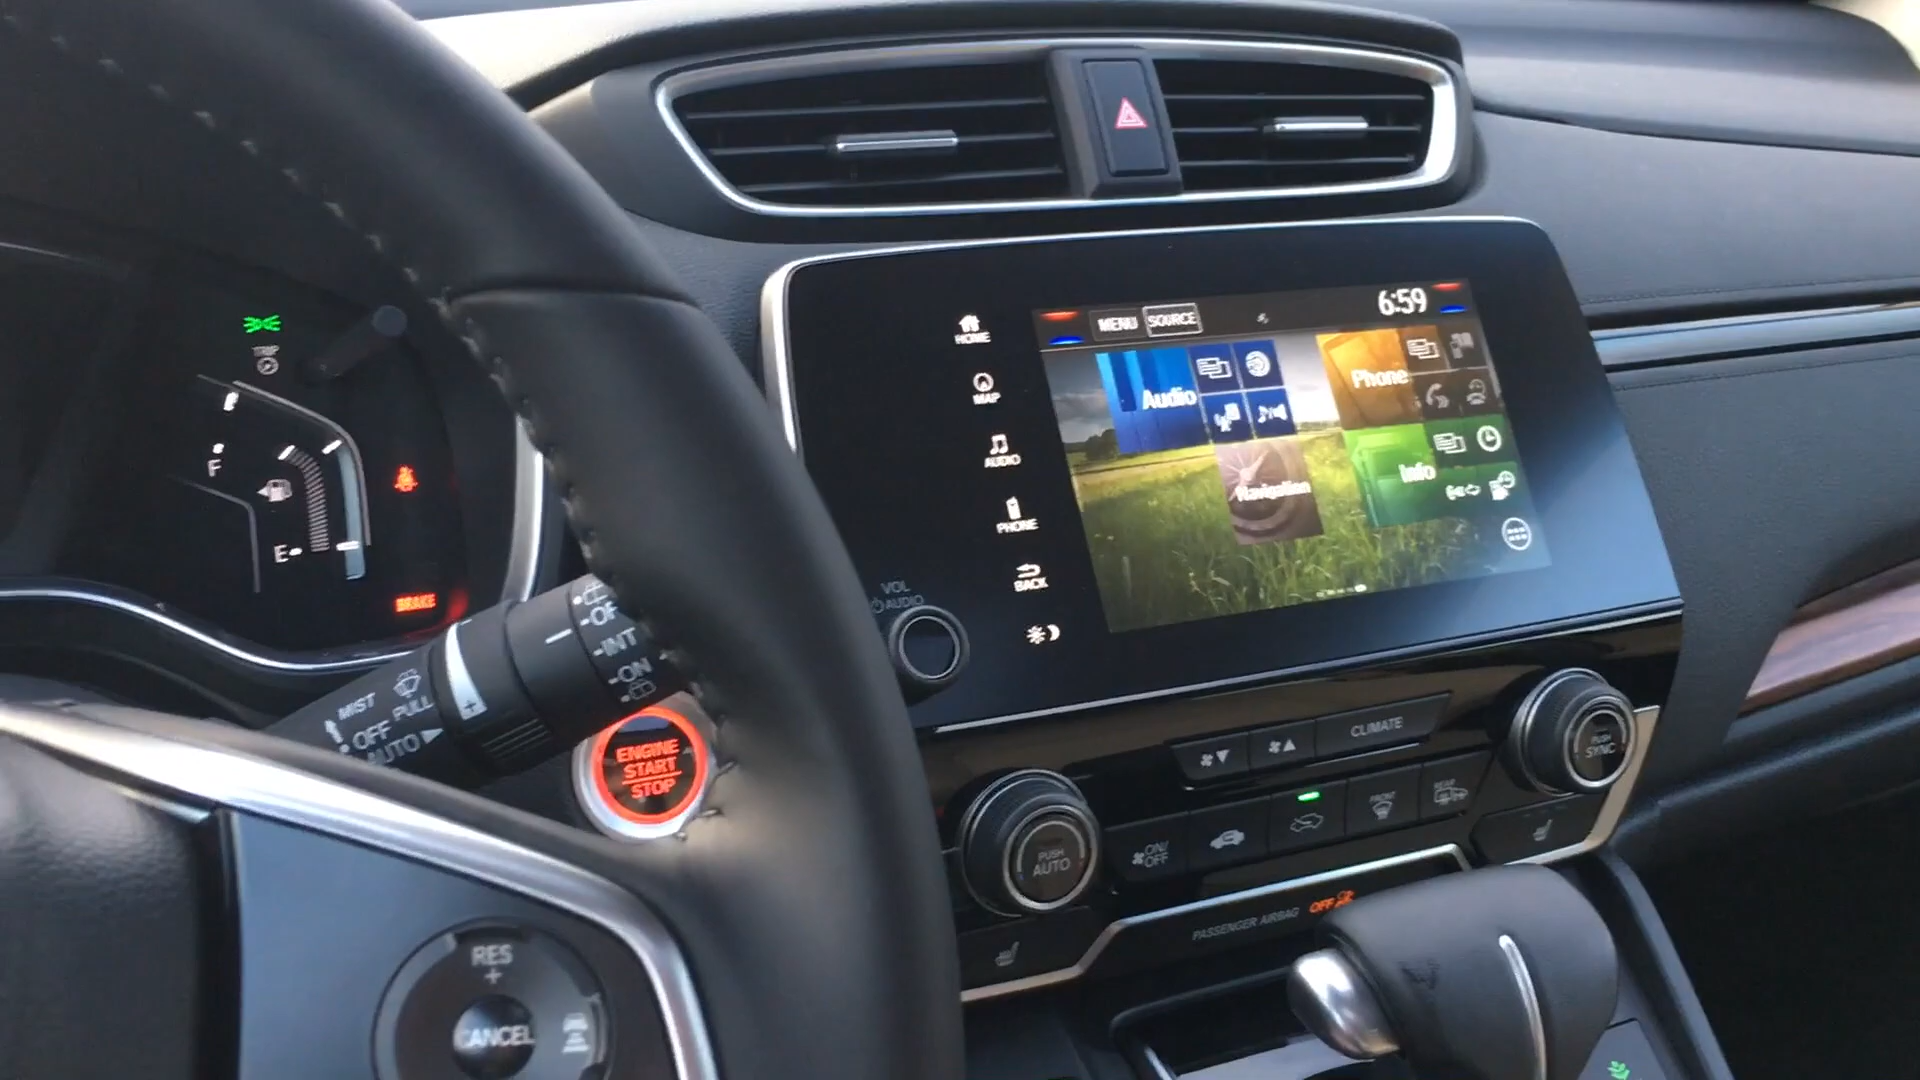 TRIP
F
E
BRAKE
HOME
MAP
AUDIO
PHONE
BACK
VOL
AUDIO
MENU
SOURCE
6:59
Audio
Phone
Navigation
Info
OFF
INT
ON
MIST
OFF
AUTO
PULL
ENGINE
START
STOP
CLIMATE
PUSH
AUTO
ON/
OFF
FRONT
REAR
PUSH
SYNC
PASSENGER AIRBAG
OFF
RES
+
CANCEL